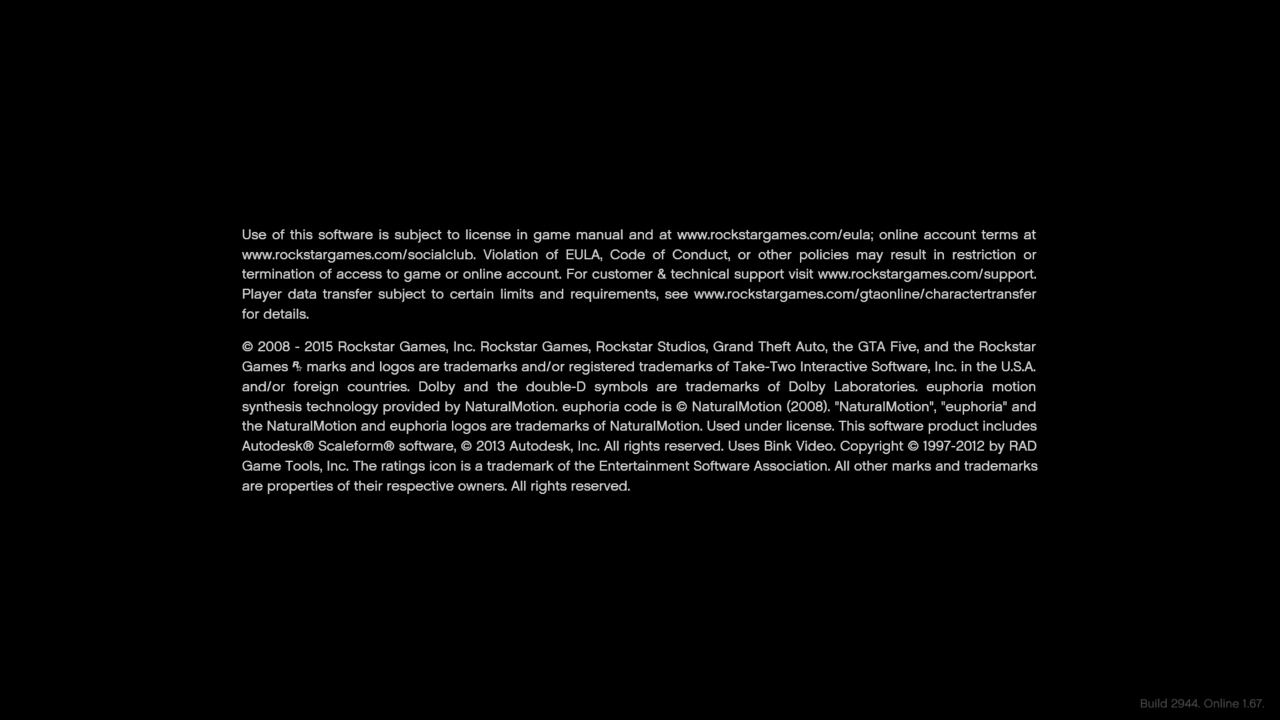 Use of this software is subject to license in game manual and at www.rockstargames.com/eula; online account terms at
www.rockstargames.com/socialclub. Violation of EULA, Code of Conduct, or other policies may result in restriction or
termination of access to game or online account. For customer & technical support visit www.rockstargames.com/support.
Player data transfer subject to certain limits and requirements, see www.rockstargames.com/gtaonline/charactertransfer
for details.
© 2008 - 2015 Rockstar Games, Inc. Rockstar Games, Rockstar Studios, Grand Theft Auto, the GTA Five, and the Rockstar
Games R* marks and logos are trademarks and/or registered trademarks of Take-Two Interactive Software, Inc. in the U.S.A.
and/or foreign countries. Dolby and the double-D symbols are trademarks of Dolby Laboratories. euphoria motion
synthesis technology provided by NaturalMotion. euphoria code is © NaturalMotion (2008). "NaturalMotion", "euphoria" and
the NaturalMotion and euphoria logos are trademarks of NaturalMotion. Used under license. This software product includes
Autodesk® Scaleform® software, © 2013 Autodesk, Inc. All rights reserved. Uses Bink Video. Copyright © 1997-2012 by RAD
Game Tools, Inc. The ratings icon is a trademark of the Entertainment Software Association. All other marks and trademarks
are properties of their respective owners. All rights reserved.
Build 2944. Online 1.67.